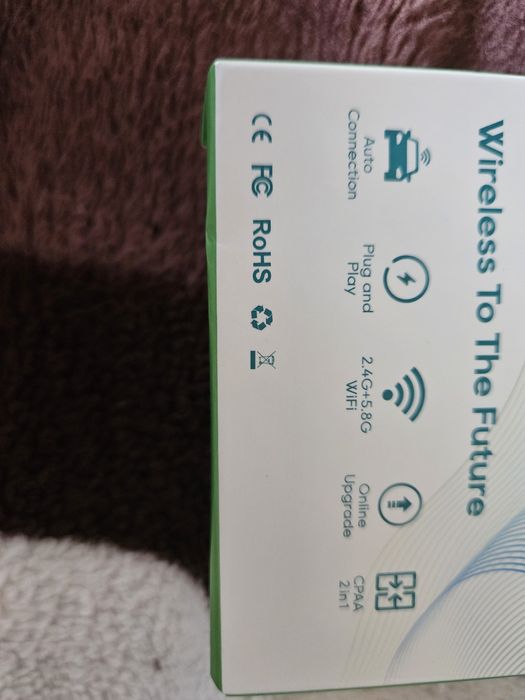 Wireless To The Future
Auto
Connection
Plug and
Play
2.4G+5.8G
WiFi
Online
Upgrade
CPAA
2in1
CE FC RoHS